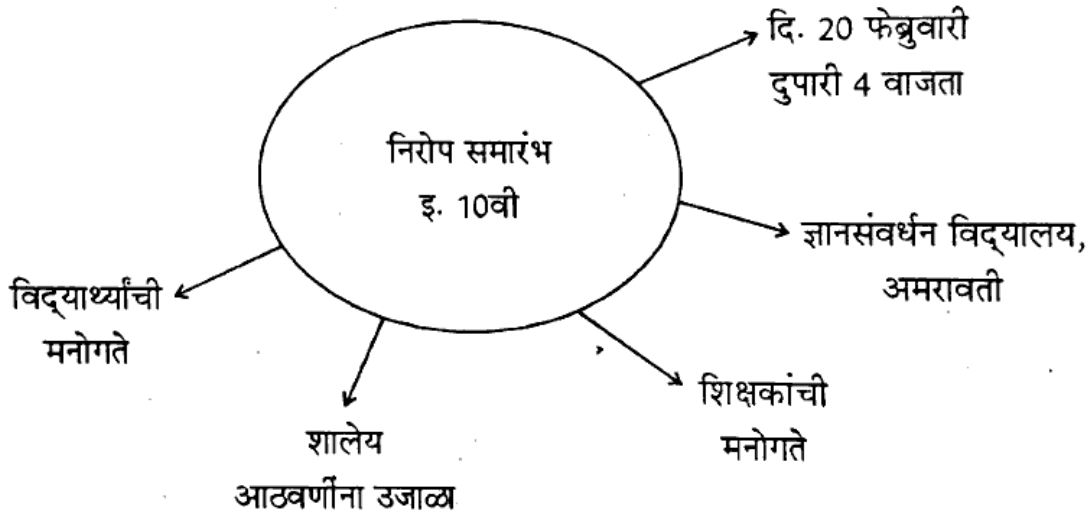 दि. 20 फेब्रुवारी
दुपारी 4 वाजता
निरोप समारंभ
इ. 10वी
ज्ञानसंवर्धन विद्‌यालय,
अमरावती
विद्‌यार्थ्यांची
मनोगते
शिक्षकांची
मनोगते
शालेय
आठवणींना उजाळा